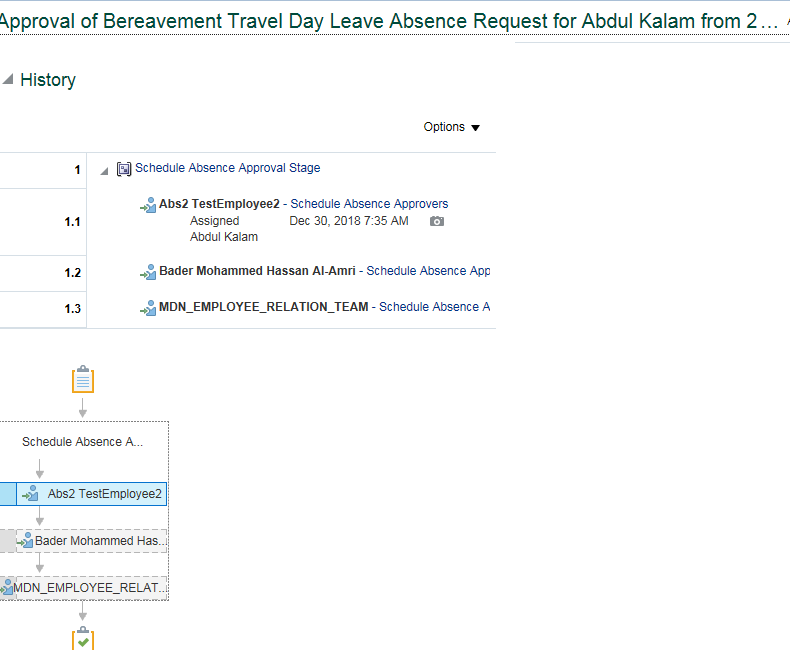 Approval of Bereavement Travel Day Leave Absence Request for Abdul Kalam from 2 ...
History
Options
1 Schedule Absence Approval Stage
1.1 Abs2 TestEmployee2 - Schedule Absence Approvers
Assigned Dec 30, 2018 7:35 AM
Abdul Kalam
1.2 Bader Mohammed Hassan Al-Amri - Schedule Absence App
1.3 MDN_EMPLOYEE_RELATION_TEAM - Schedule Absence A
Schedule Absence A...
Abs2 TestEmployee2
Bader Mohammed Has...
MDN_EMPLOYEE_RELAT...